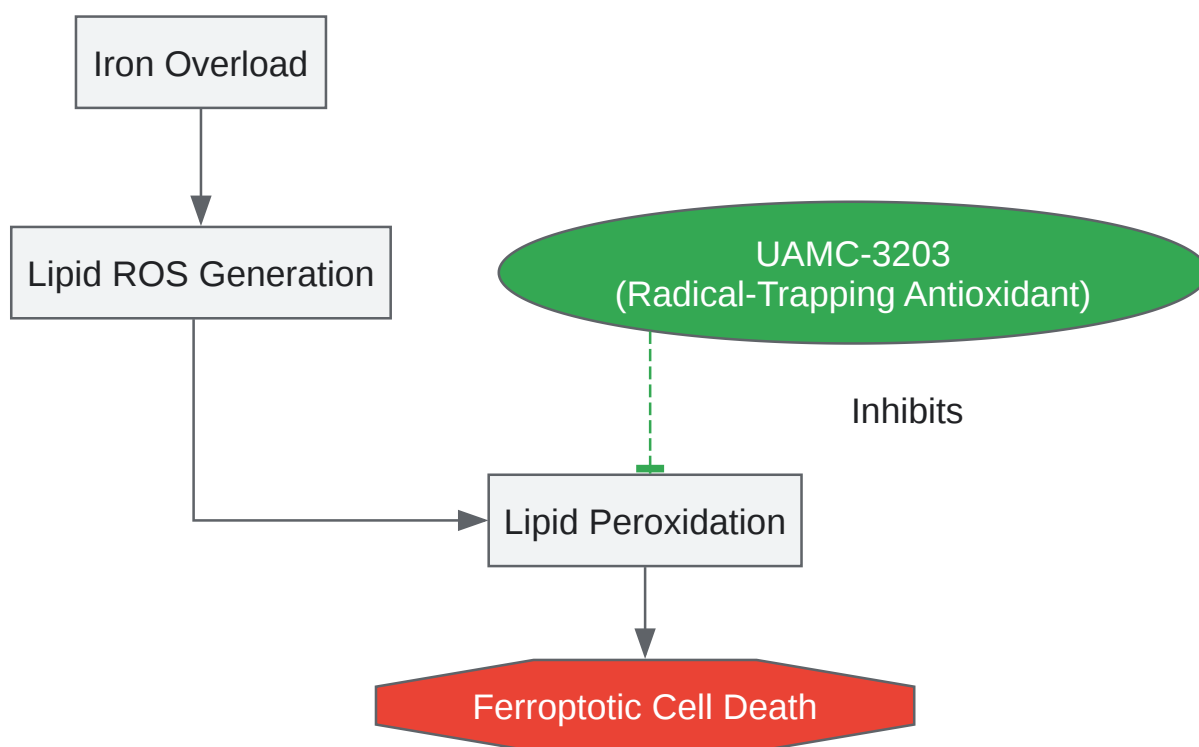 Iron Overload
Lipid ROS Generation
UAMC-3203
(Radical-Trapping Antioxidant)
Inhibits
Lipid Peroxidation
Ferroptotic Cell Death